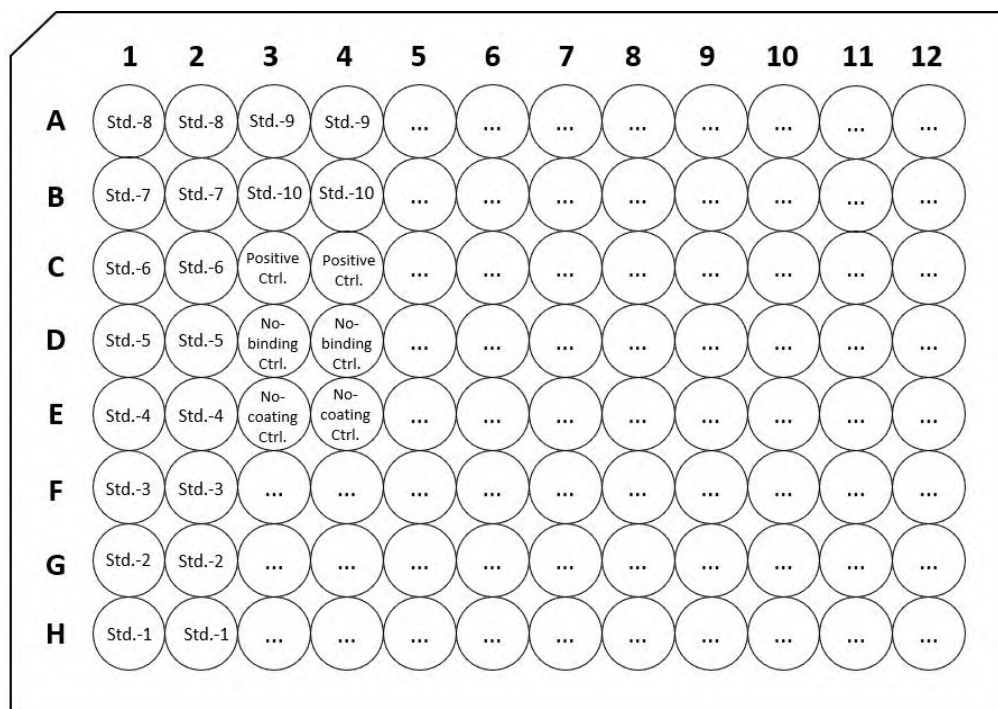 1 2 3 4 5 6 7 8 9 10 11 12
A Std.-8 Std.-8 Std.-9 Std.-9 ... ... ... ... ... ... ... ...
B Std.-7 Std.-7 Std.-10 Std.-10 ... ... ... ... ... ... ... ...
C Std.-6 Std.-6 Positive Ctrl. Positive Ctrl. ... ... ... ... ... ... ... ...
D Std.-5 Std.-5 No-binding Ctrl. No-binding Ctrl. ... ... ... ... ... ... ... ...
E Std.-4 Std.-4 No-coating Ctrl. No-coating Ctrl. ... ... ... ... ... ... ... ...
F Std.-3 Std.-3 ... ... ... ... ... ... ... ... ... ...
G Std.-2 Std.-2 ... ... ... ... ... ... ... ... ... ...
H Std.-1 Std.-1 ... ... ... ... ... ... ... ... ... ...